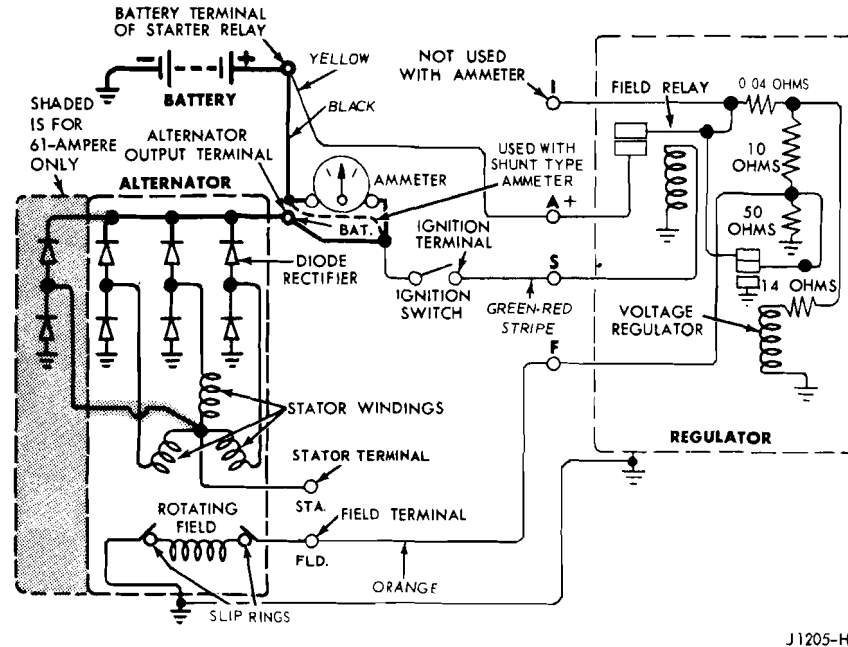 BATTERY TERMINAL
OF STARTER RELAY
YELLOW
NOT USED
WITH AMMETER
I
FIELD RELAY
0.04 OHMS
- +
BATTERY
BLACK
SHADED
IS FOR
61-AMPERE
ONLY
ALTERNATOR
OUTPUT TERMINAL
AMMETER
USED WITH
SHUNT TYPE
AMMETER
10
OHMS
ALTERNATOR
A +
BAT.
IGNITION
TERMINAL
50
OHMS
DIODE
RECTIFIER
S
IGNITION
SWITCH
GREEN-RED
STRIPE
14 OHMS
VOLTAGE
REGULATOR
F
STATOR WINDINGS
REGULATOR
STATOR TERMINAL
STA.
ROTATING
FIELD
FIELD TERMINAL
FLD.
ORANGE
SLIP RINGS
J1205-H